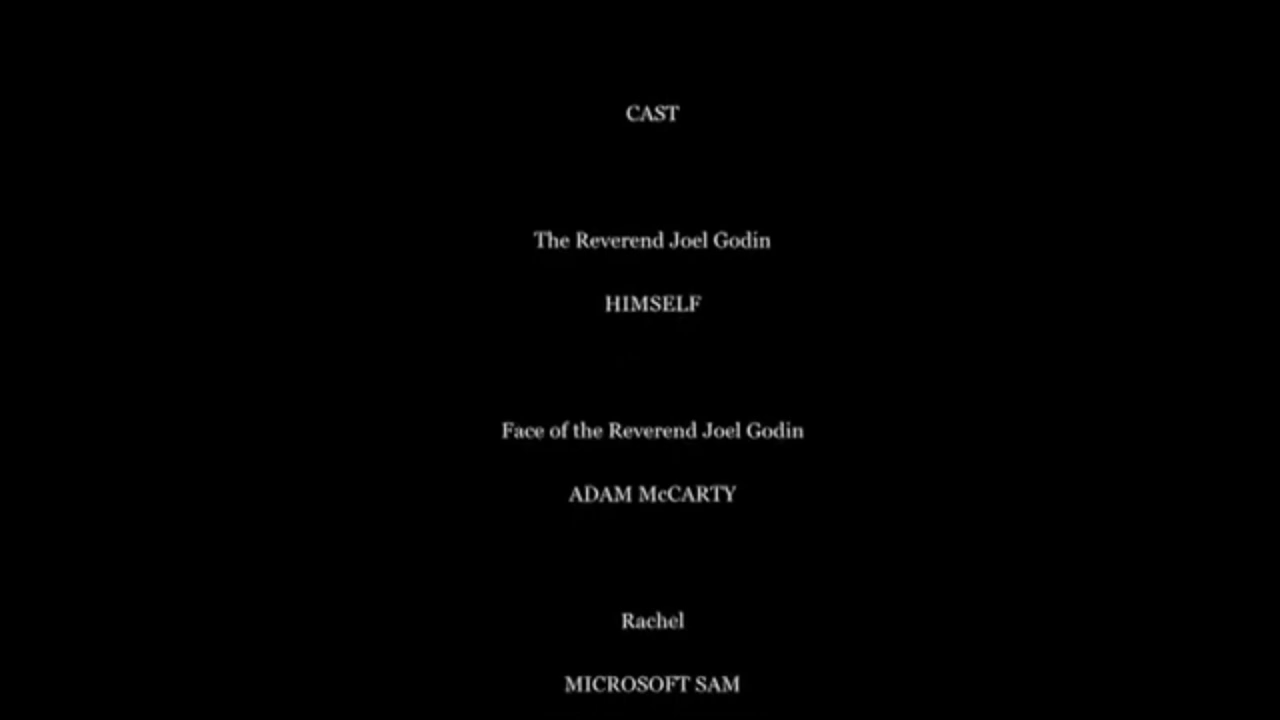 CAST
The Reverend Joel Godin
HIMSELF
Face of the Reverend Joel Godin
ADAM McCARTY
Rachel
MICROSOFT SAM